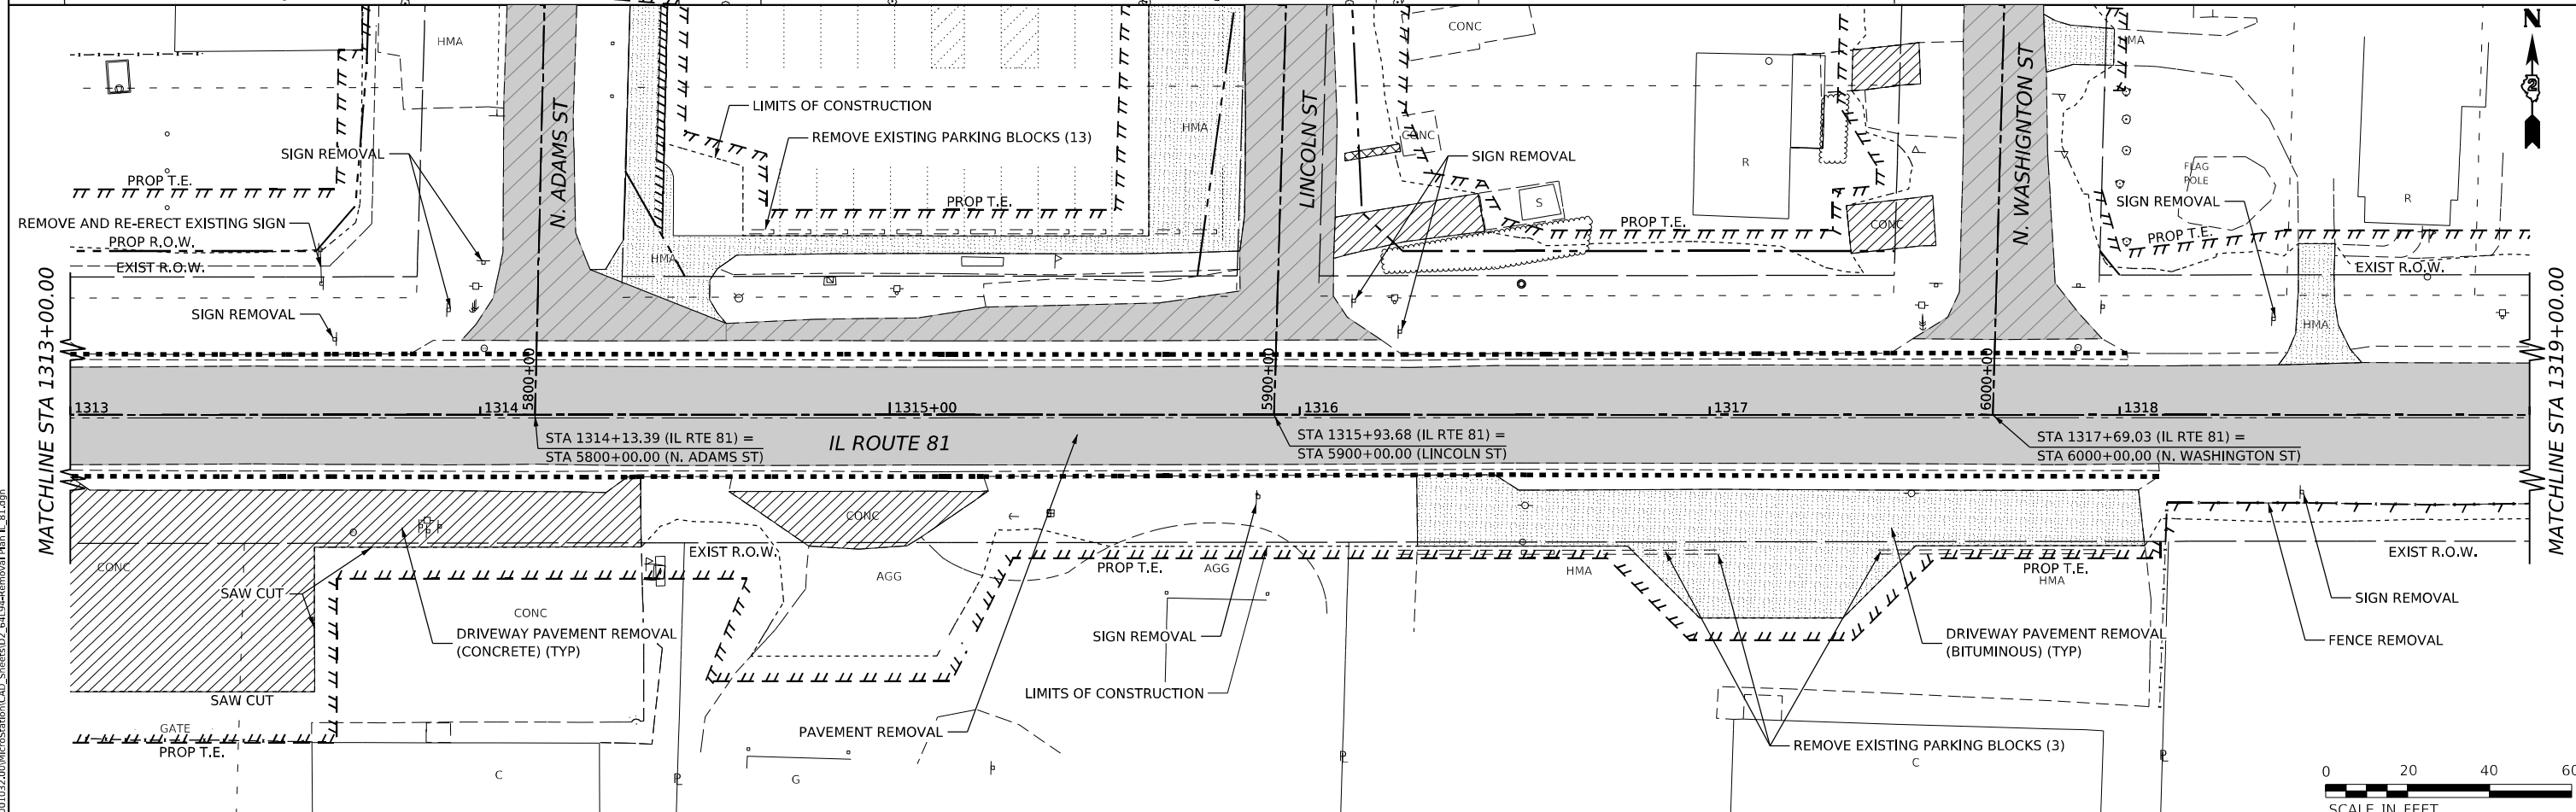 HMA
CONC
HMA
N
2
N. ADAMS ST
LINCOLN ST
N. WASHIGNTON ST
LIMITS OF CONSTRUCTION
REMOVE EXISTING PARKING BLOCKS (13)
HMA
CONC
SIGN REMOVAL
SIGN REMOVAL
R
FLAG
POLE
PROP T.E.
PROP T.E.
S
SIGN REMOVAL
R
REMOVE AND RE-ERECT EXISTING SIGN
PROP T.E.
CONC
PROP T.E.
PROP R.O.W.
HMA
EXIST R.O.W.
EXIST R.O.W.
SIGN REMOVAL
HMA
MATCHLINE STA 1313+00.00
MATCHLINE STA 1319+00.00
5800+00
5900+00
6000+00
1313
1314
1315+00
1316
1317
1318
STA 1314+13.39 (IL RTE 81) =
STA 5800+00.00 (N. ADAMS ST)
IL ROUTE 81
STA 1315+93.68 (IL RTE 81) =
STA 5900+00.00 (LINCOLN ST)
STA 1317+69.03 (IL RTE 81) =
STA 6000+00.00 (N. WASHINGTON ST)
CONC
EXIST R.O.W.
EXIST R.O.W.
CONC
AGG
PROP T.E.
AGG
HMA
PROP T.E.
HMA
SAW CUT
CONC
SIGN REMOVAL
DRIVEWAY PAVEMENT REMOVAL
(CONCRETE) (TYP)
SIGN REMOVAL
DRIVEWAY PAVEMENT REMOVAL
(BITUMINOUS) (TYP)
FENCE REMOVAL
LIMITS OF CONSTRUCTION
SAW CUT
GATE
PAVEMENT REMOVAL
PROP T.E.
REMOVE EXISTING PARKING BLOCKS (3)
C
C
G
PL
PL
PL
0 20 40 60
SCALE IN FEET